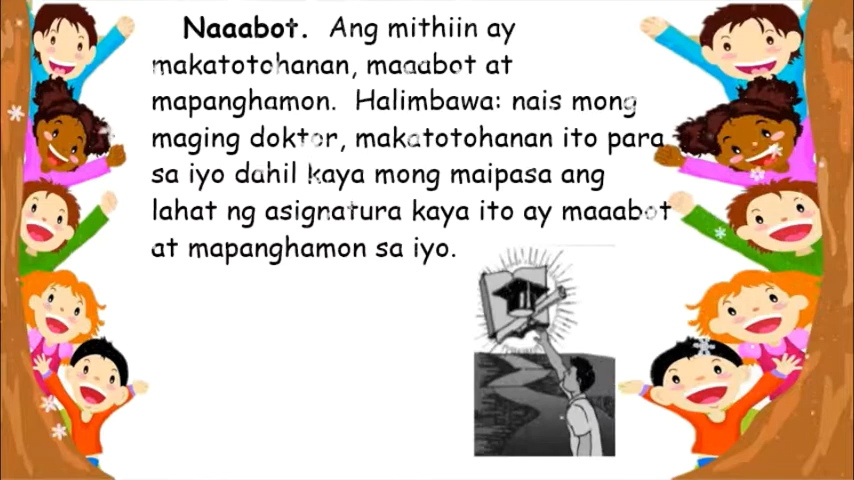 Naaabot. Ang mithiin ay
makatotohanan, maaabot at
mapanghamon. Halimbawa: nais mong
maging doktor, makatotohanan ito para
sa iyo dahil kaya mong maipasa ang
lahat ng asignatura kaya ito ay maaabot
at mapanghamon sa iyo.